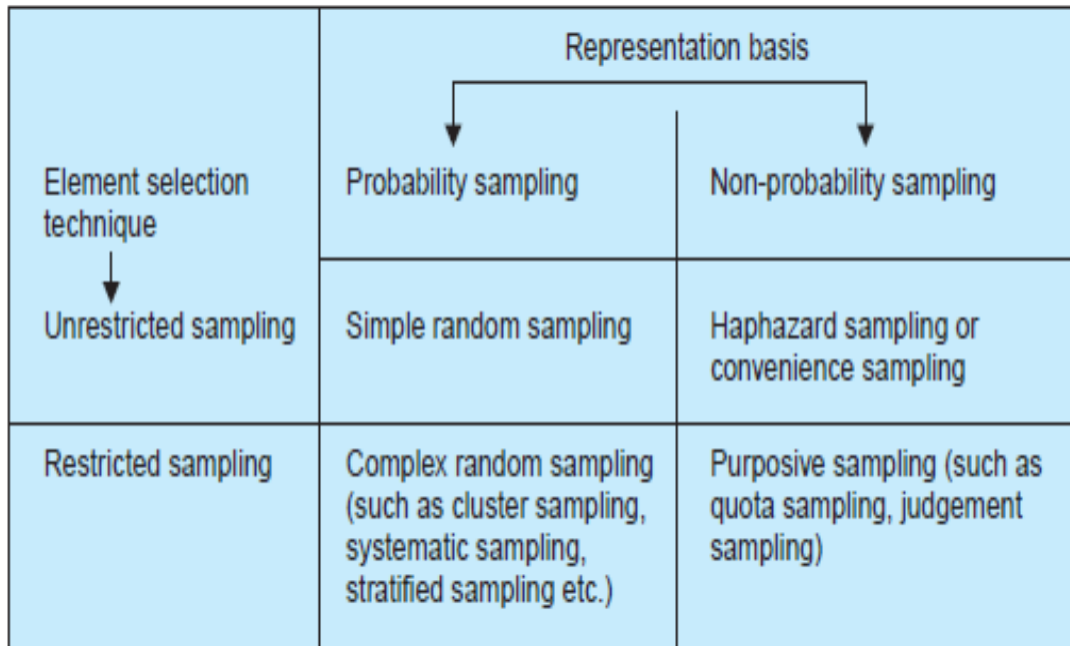 Representation basis
Element selection
technique
Probability sampling
Non-probability sampling
Unrestricted sampling
Simple random sampling
Haphazard sampling or
convenience sampling
Restricted sampling
Complex random sampling
(such as cluster sampling,
systematic sampling,
stratified sampling etc.)
Purposive sampling (such as
quota sampling, judgement
sampling)